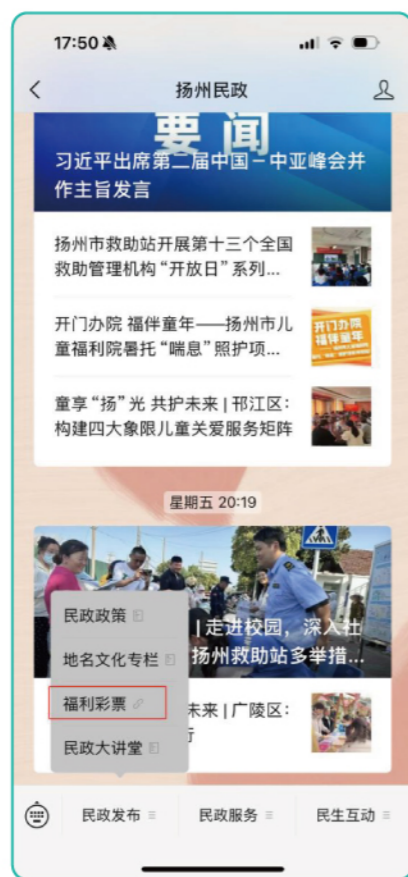 17:50
扬州民政
要闻
习近平出席第二届中国－中亚峰会并
作主旨发言
扬州市救助站开展第十三个全国
救助管理机构“开放日”系列...
开门办院 福伴童年——扬州市儿
童福利院暑托“喘息”照护项...
开门办院
福伴童年
童享“扬”光 共护未来 | 邗江区：
构建四大象限儿童关爱服务矩阵
星期五 20:19
| 走进校园，深入社
扬州救助站多举措...
未来 | 广陵区：
行
民政政策
地名文化专栏
福利彩票
民政大讲堂
民政发布
民政服务
民生互动